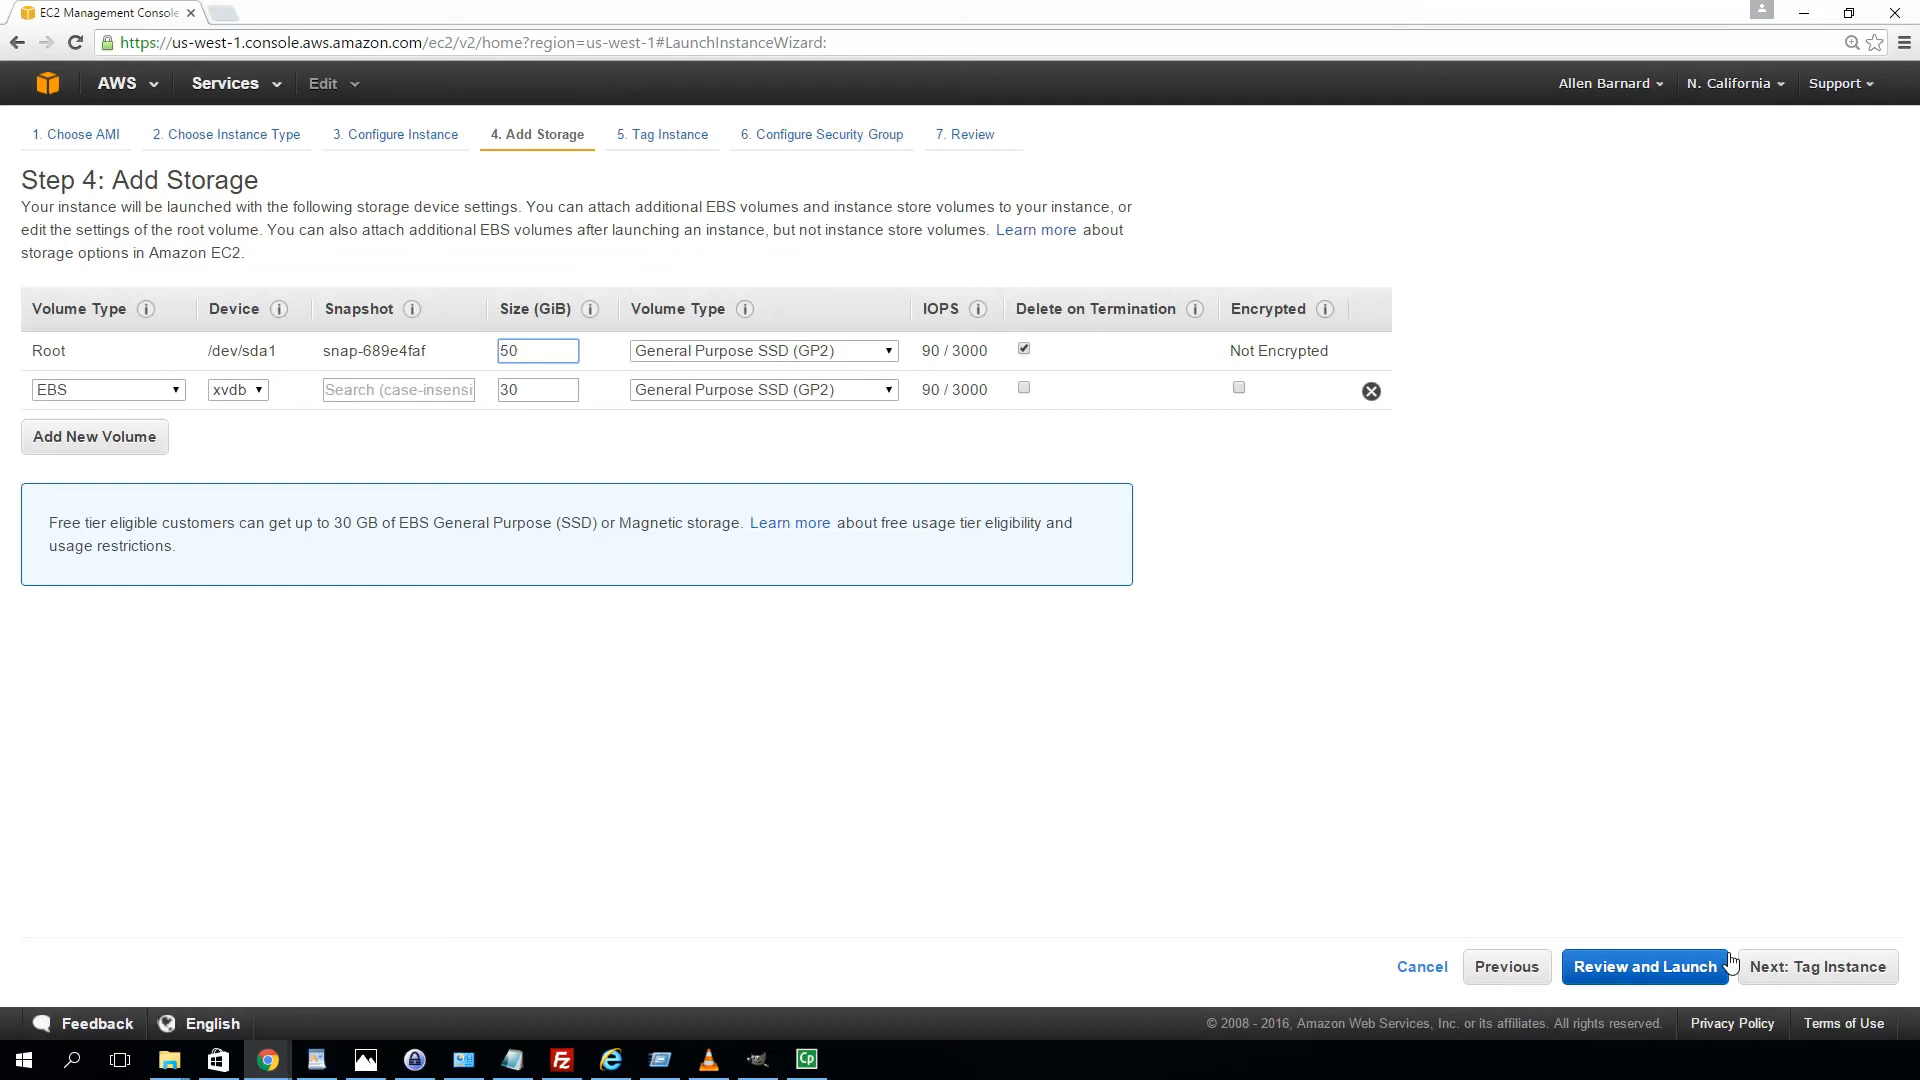 EC2 Management Console
https://us-west-1.console.aws.amazon.com/ec2/v2/home?region=us-west-1#LaunchInstanceWizard:
AWS Services Edit Allen Barnard N. California Support
1. Choose AMI 2. Choose Instance Type 3. Configure Instance 4. Add Storage 5. Tag Instance 6. Configure Security Group 7. Review
Step 4: Add Storage
Your instance will be launched with the following storage device settings. You can attach additional EBS volumes and instance store volumes to your instance, or
edit the settings of the root volume. You can also attach additional EBS volumes after launching an instance, but not instance store volumes. Learn more about
storage options in Amazon EC2.
Volume Type i Device i Snapshot i Size (GiB) i Volume Type i IOPS i Delete on Termination i Encrypted i
Root /dev/sda1 snap-689e4faf 50 General Purpose SSD (GP2) 90 / 3000 Not Encrypted
EBS xvdb Search (case-insensi 30 General Purpose SSD (GP2) 90 / 3000
Add New Volume
Free tier eligible customers can get up to 30 GB of EBS General Purpose (SSD) or Magnetic storage. Learn more about free usage tier eligibility and
usage restrictions.
Cancel Previous Review and Launch Next: Tag Instance
Feedback English © 2008 - 2016, Amazon Web Services, Inc. or its affiliates. All rights reserved. Privacy Policy Terms of Use
Fz Cp